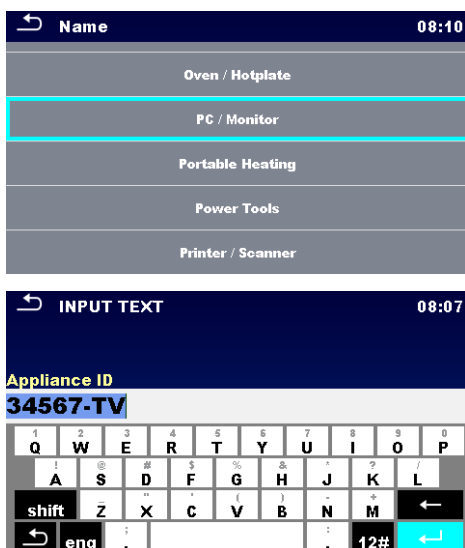 Name 08:10
Oven / Hotplate
PC / Monitor
Portable Heating
Power Tools
Printer / Scanner
INPUT TEXT 08:07
Appliance ID
34567-TV
1 2 3 4 5 6 7 8 9 0
Q W E R T Y U I O P
! @ # $ % & * ? /
A S D F G H J K L
_ " ' ( ) - +
shift Z X C V B N M ←
; :
eng , . 12#